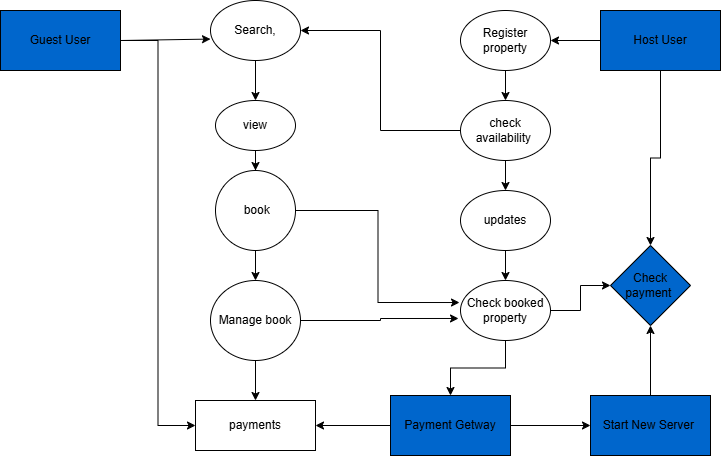 Guest User
Search,
Register
property
Host User
view
check
availability
book
updates
Check
payment
Manage book
Check booked
property
payments
Payment Getway
Start New Server